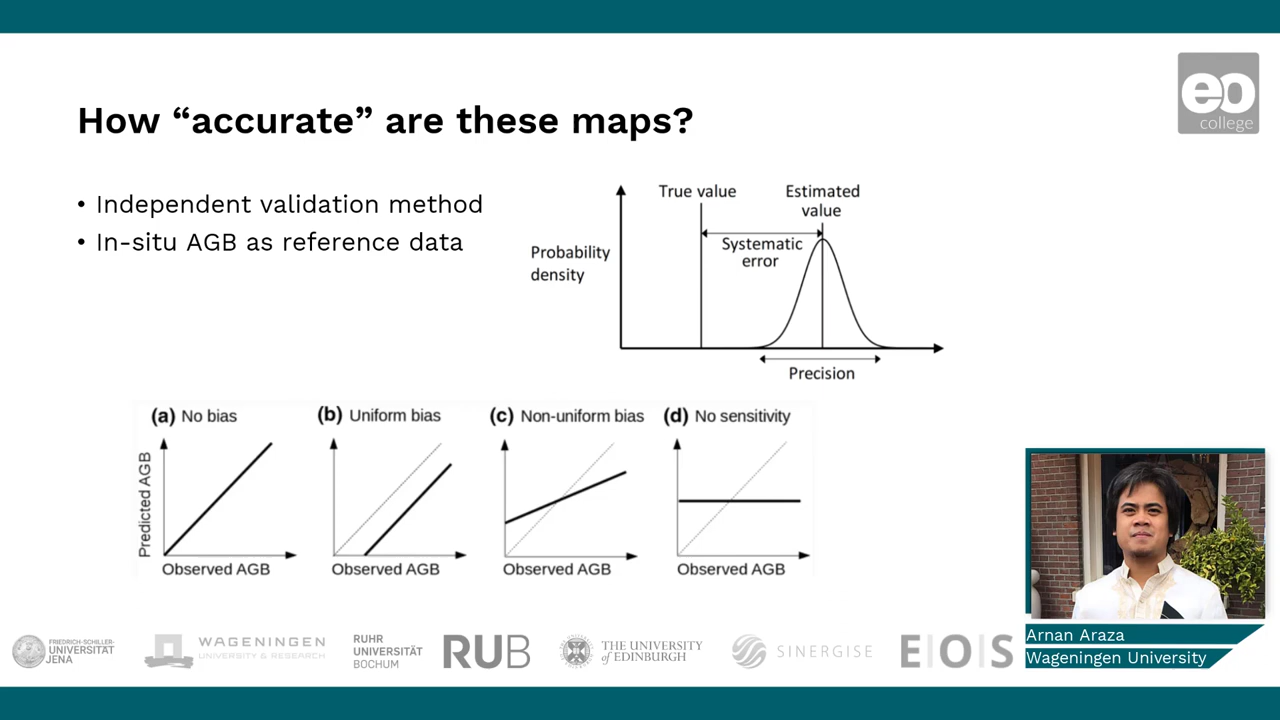 eo
college
How “accurate” are these maps?
• Independent validation method
• In-situ AGB as reference data
True value
Estimated
value
Systematic
error
Probability
density
Precision
(a) No bias
(b) Uniform bias
(c) Non-uniform bias
(d) No sensitivity
Predicted AGB
Observed AGB
Observed AGB
Observed AGB
Observed AGB
Arnan Araza
Wageningen University
FRIEDRICH-SCHILLER-
UNIVERSITÄT
JENA
WAGENINGEN
UNIVERSITY & RESEARCH
RUHR
UNIVERSITÄT
BOCHUM
RUB
THE UNIVERSITY
of EDINBURGH
SINERGISE
E|O|S